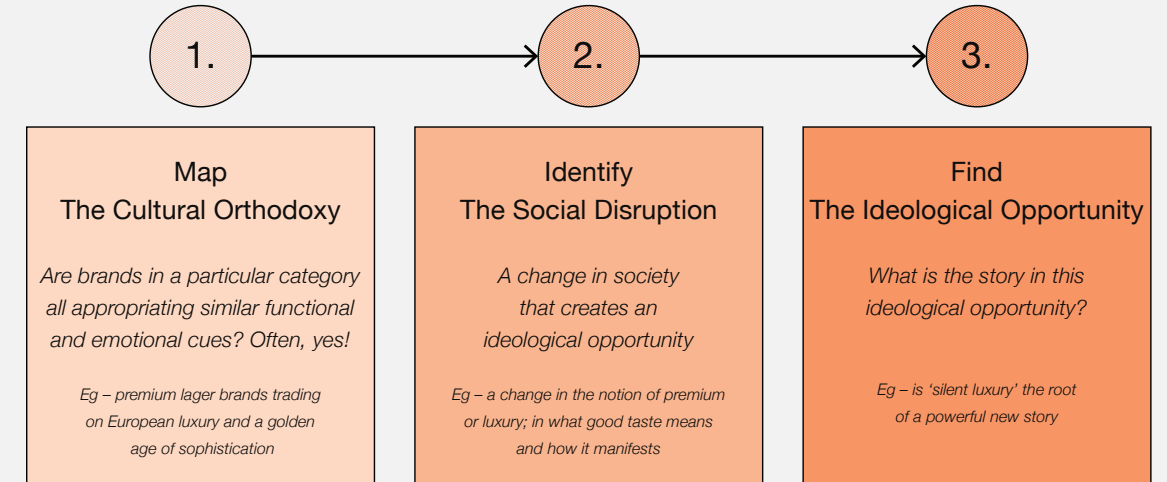 1.
2.
3.
Map
The Cultural Orthodoxy
Are brands in a particular category
all appropriating similar functional
and emotional cues? Often, yes!
Eg – premium lager brands trading
on European luxury and a golden
age of sophistication
Identify
The Social Disruption
A change in society
that creates an
ideological opportunity
Eg – a change in the notion of premium
or luxury; in what good taste means
and how it manifests
Find
The Ideological Opportunity
What is the story in this
ideological opportunity?
Eg – is ‘silent luxury’ the root
of a powerful new story